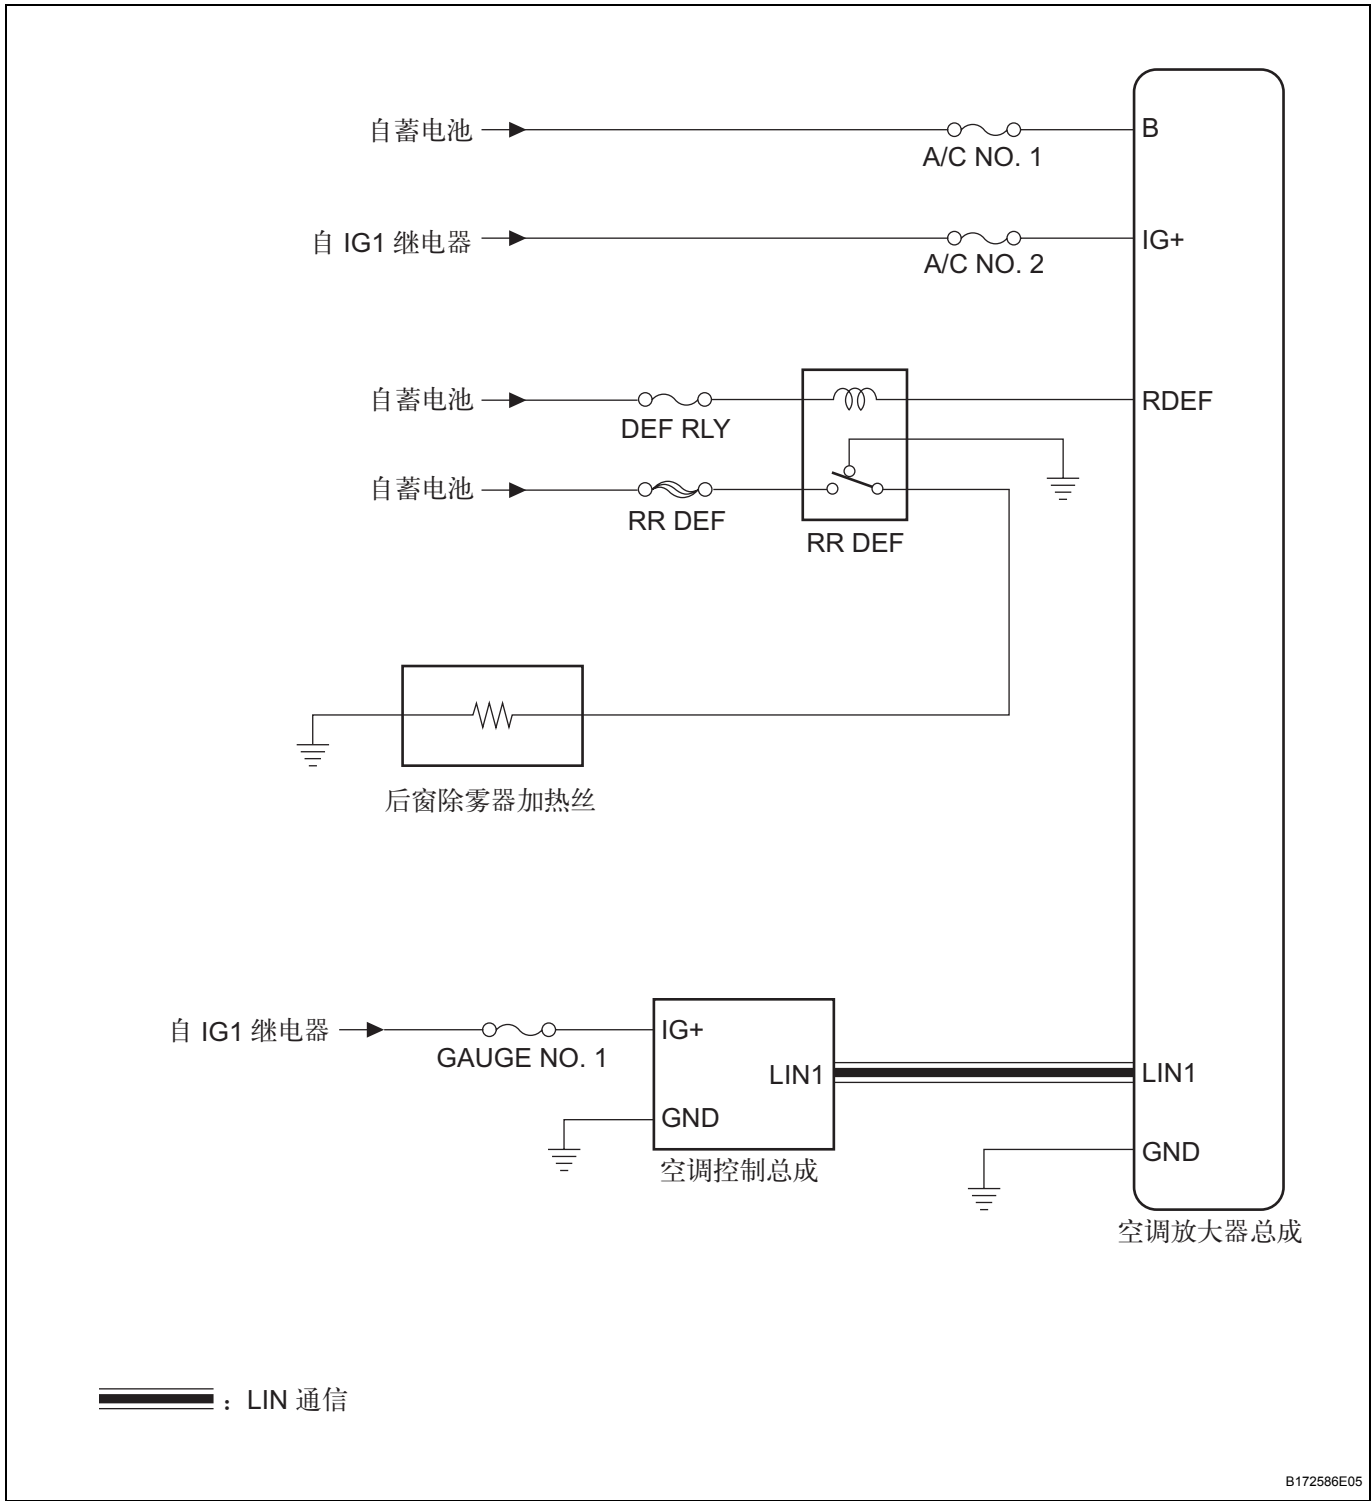 自蓄电池
B
A/C NO. 1
自 IG1 继电器
IG+
A/C NO. 2
自蓄电池
RDEF
DEF RLY
自蓄电池
RR DEF
RR DEF
后窗除雾器加热丝
自 IG1 继电器
IG+
GAUGE NO. 1
LIN1
LIN1
GND
GND
空调控制总成
空调放大器总成
：LIN 通信
B172586E05